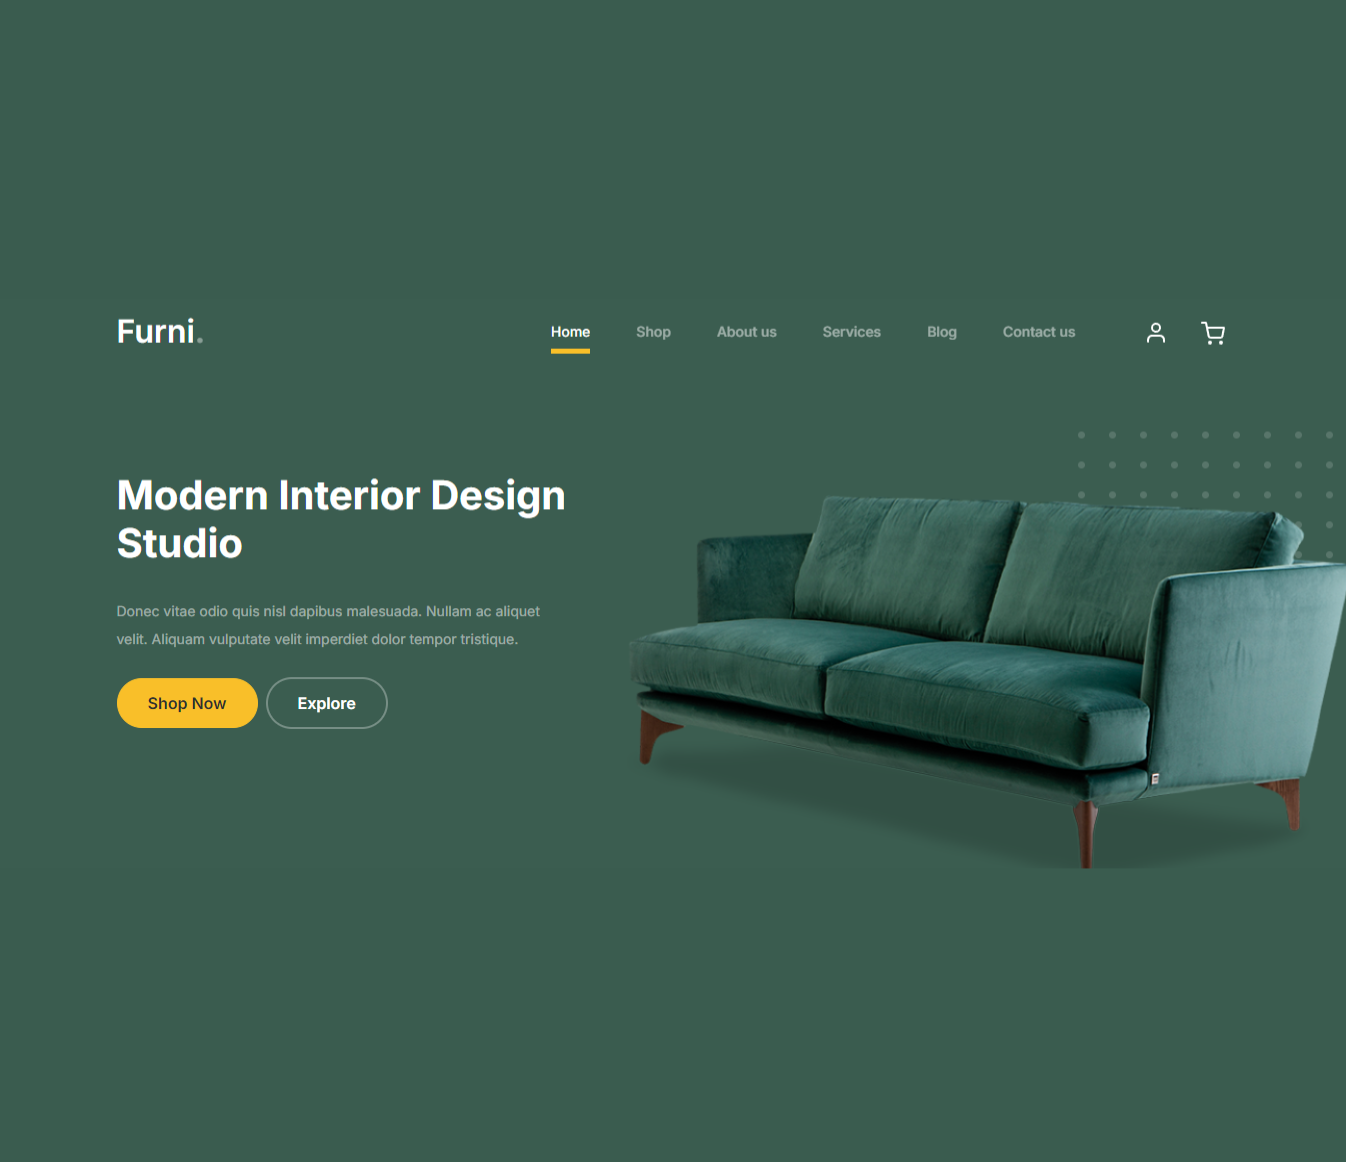 Furni.
Home Shop About us Services Blog Contact us
Modern Interior Design
Studio
Donec vitae odio quis nisl dapibus malesuada. Nullam ac aliquet
velit. Aliquam vulputate velit imperdiet dolor tempor tristique.
Shop Now Explore